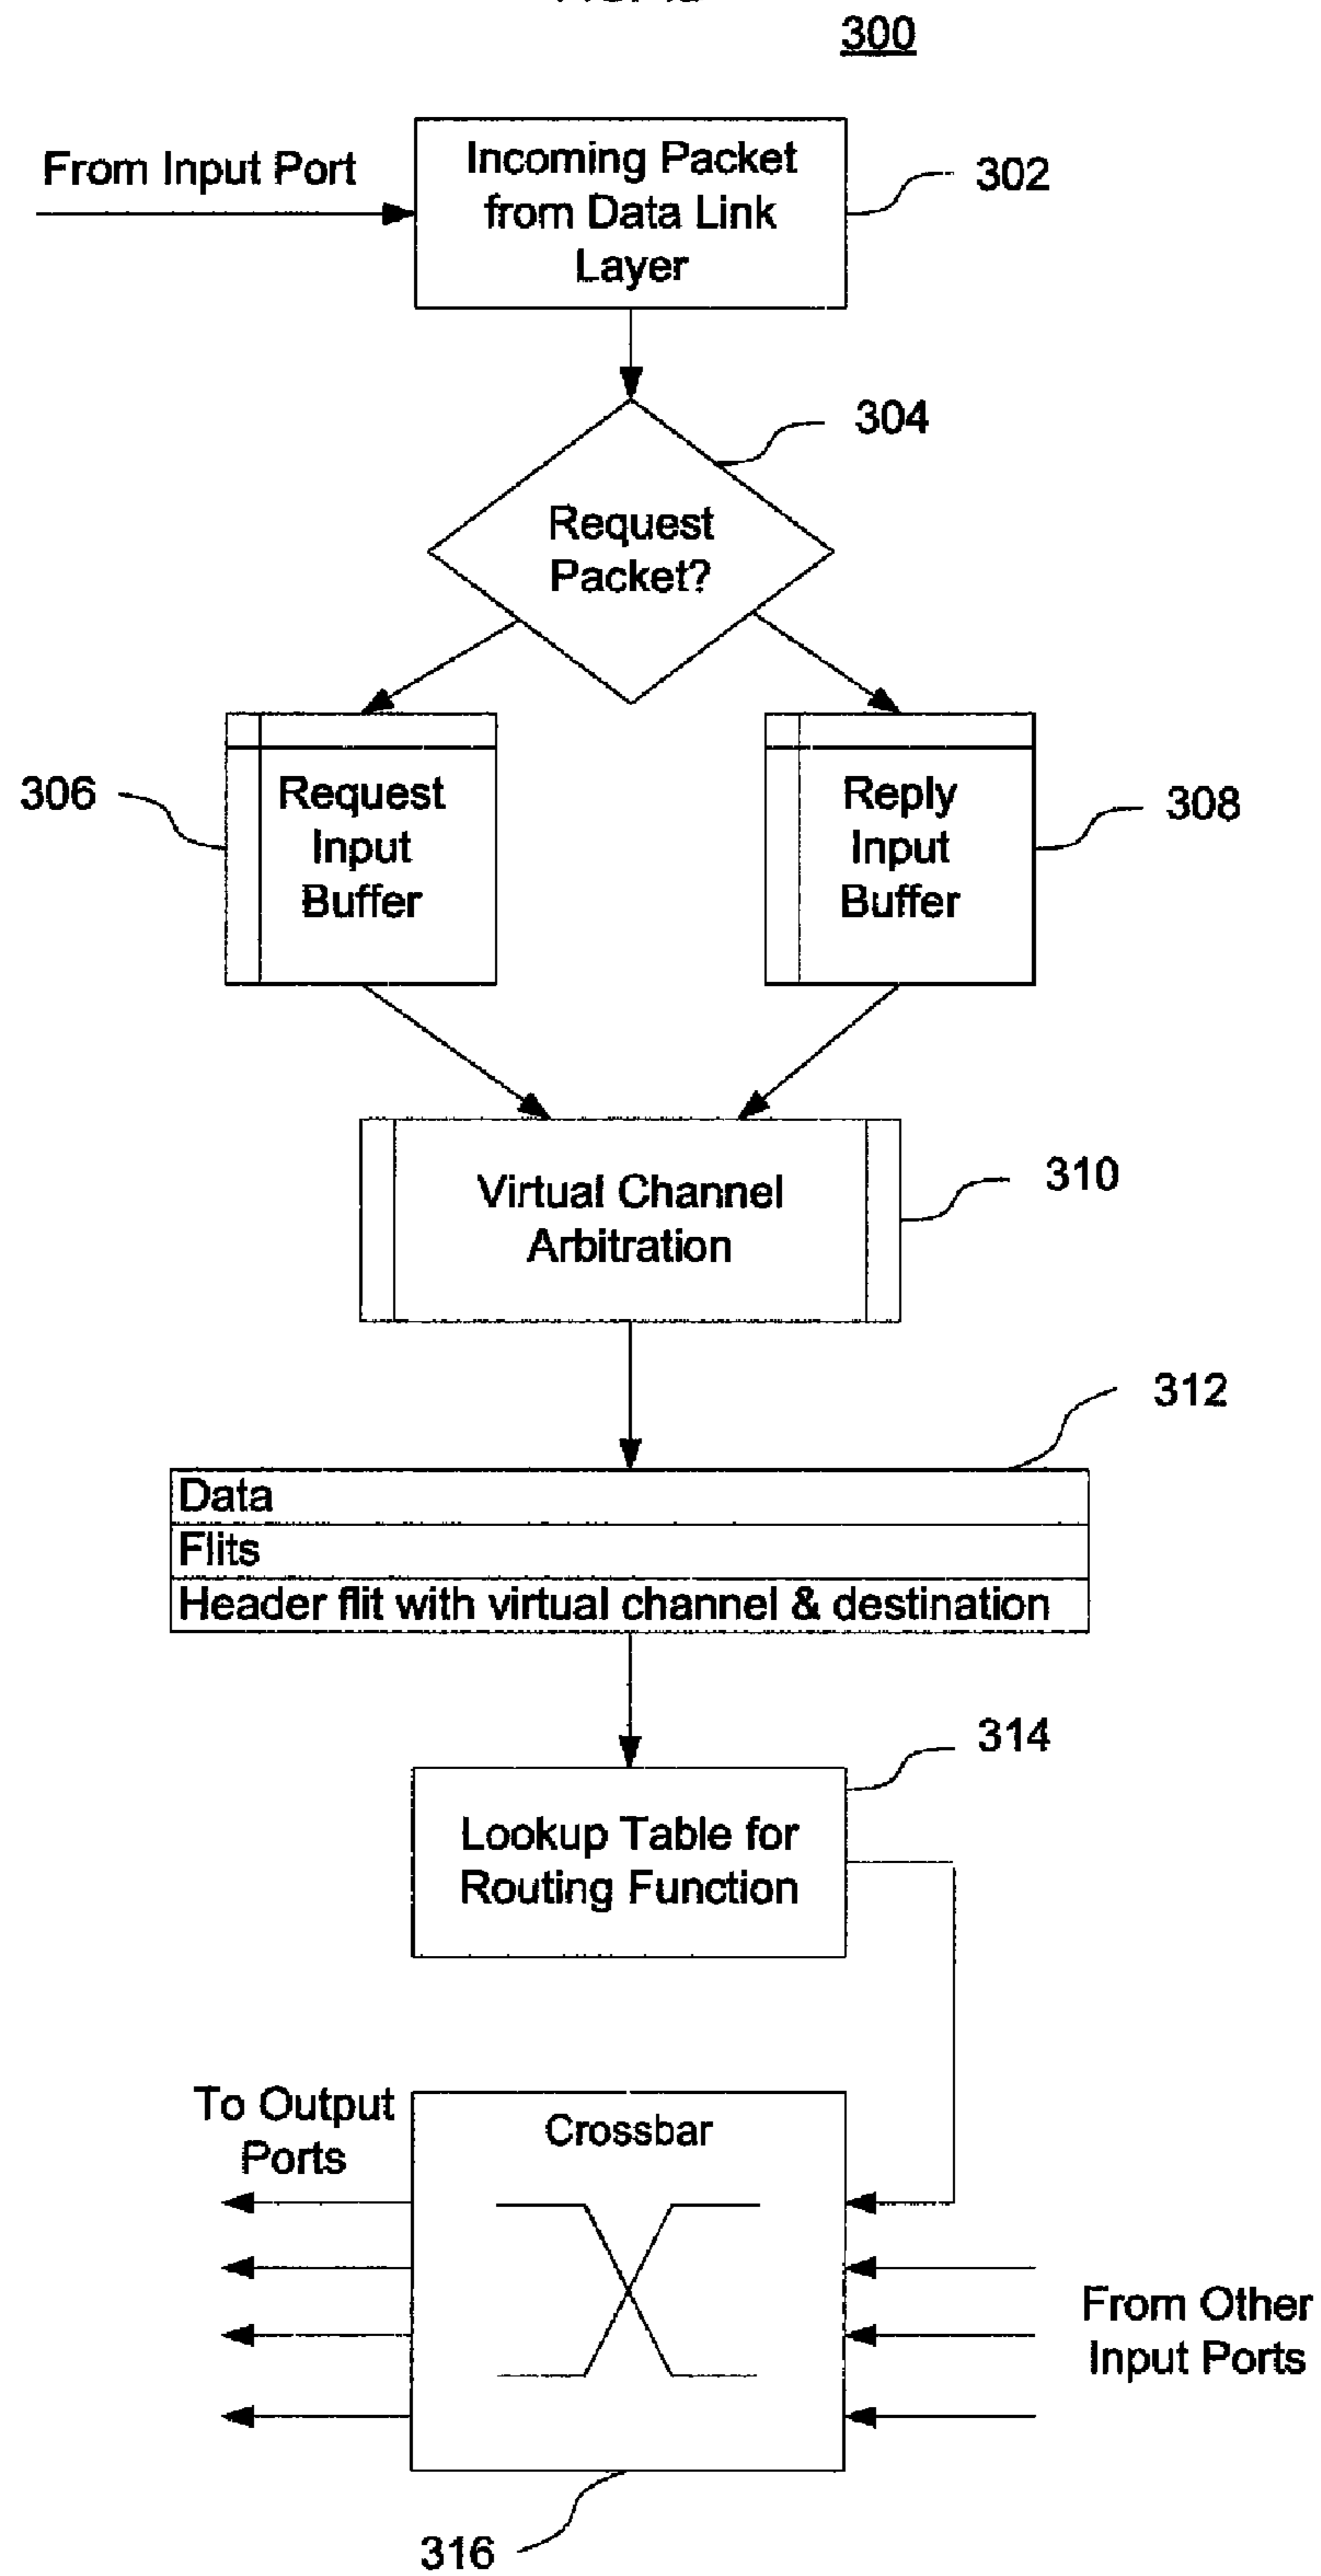 300
From Input Port
Incoming Packet
from Data Link
Layer
302
304
Request
Packet?
306
Request
Input
Buffer
Reply
Input
Buffer
308
Virtual Channel
Arbitration
310
312
Data
Flits
Header flit with virtual channel & destination
314
Lookup Table for
Routing Function
To Output
Ports
Crossbar
From Other
Input Ports
316